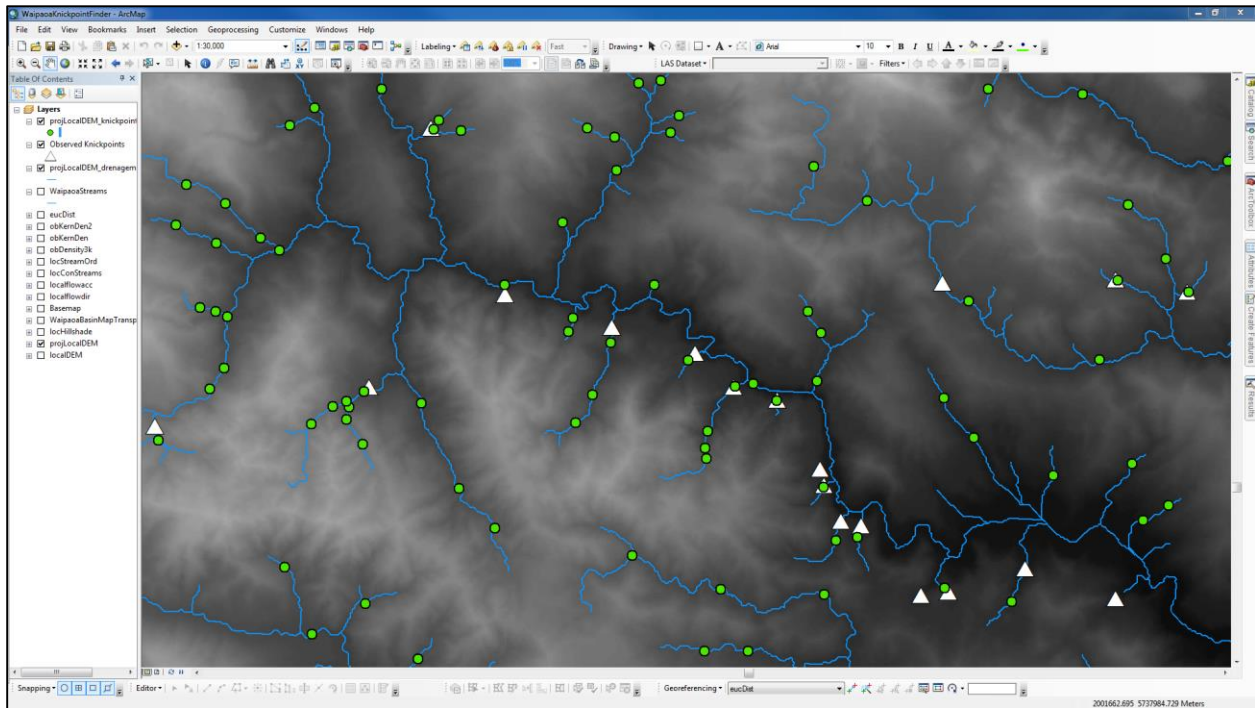 WaipaoaKnickpointFinder - ArcMap
File Edit View Bookmarks Insert Selection Geoprocessing Customize Windows Help
1:30,000
Labeling
Fast
Drawing
A
Arial
10
B I U A
LAS Dataset
Filters
Table Of Contents
Layers
projLocalDEM_knickpoint
Observed Knickpoints
projLocalDEM_drenagem
WaipaoaStreams
eucDist
obKernDen2
obKernDen
obDensity3k
locStreamOrd
locConStreams
localflowacc
localflowdir
Basemap
WaipaoaBasinMapTransp
locHillshade
projLocalDEM
localDEM
Catalog
Search
ArcToolbox
Attributes
Create Features
Results
Snapping
Editor
Georeferencing
eucDist
2001662.695 5737984.729 Meters